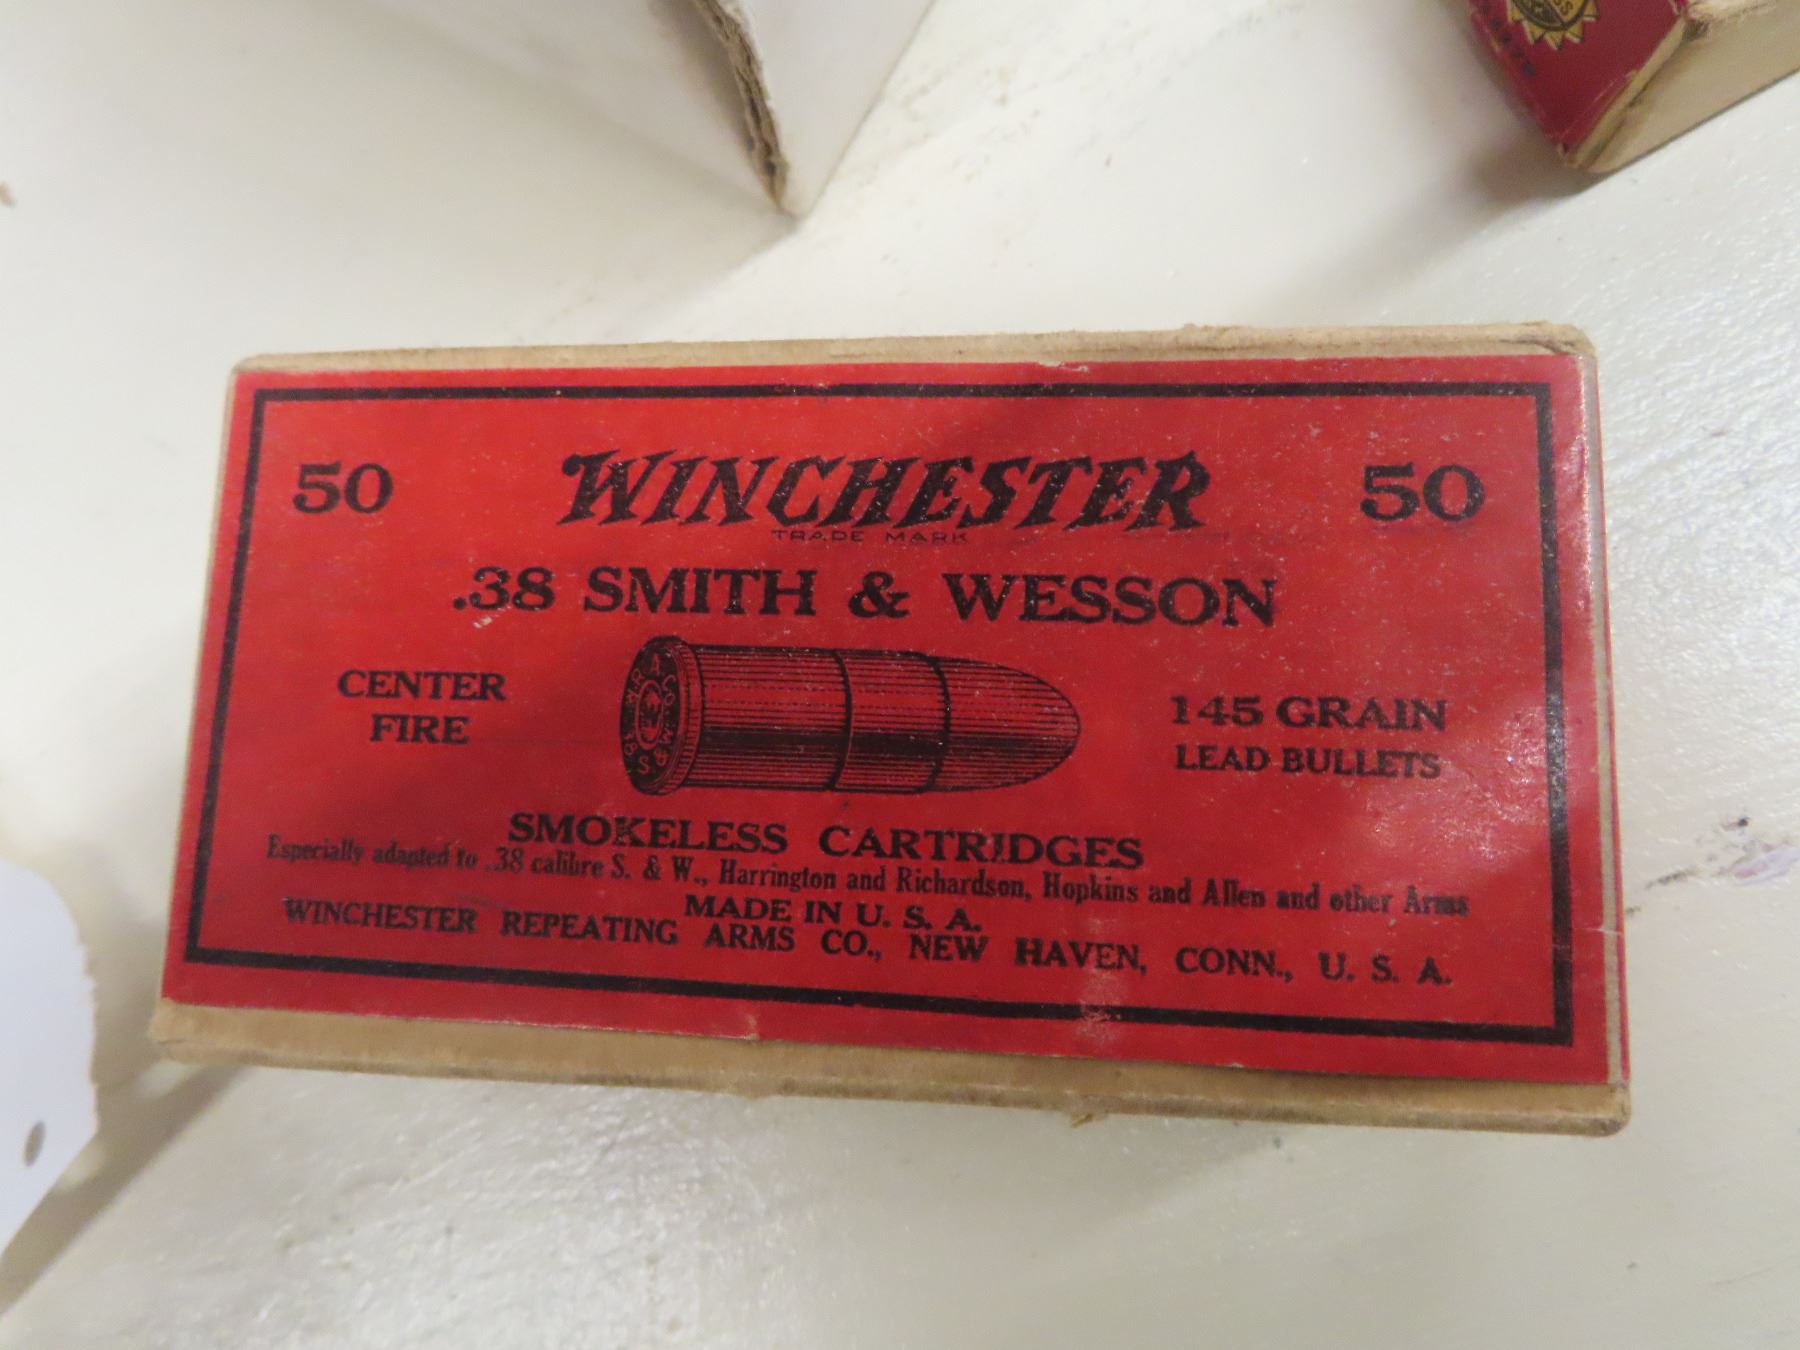 50 WINCHESTER 50
TRADE MARK
.38 SMITH & WESSON
CENTER
FIRE
W.R.A.CO.
38 S&W
145 GRAIN
LEAD BULLETS
SMOKELESS CARTRIDGES
Especially adapted to .38 calibre S. & W., Harrington and Richardson, Hopkins and Allen and other Arms
MADE IN U. S. A.
WINCHESTER REPEATING ARMS CO., NEW HAVEN, CONN., U. S. A.